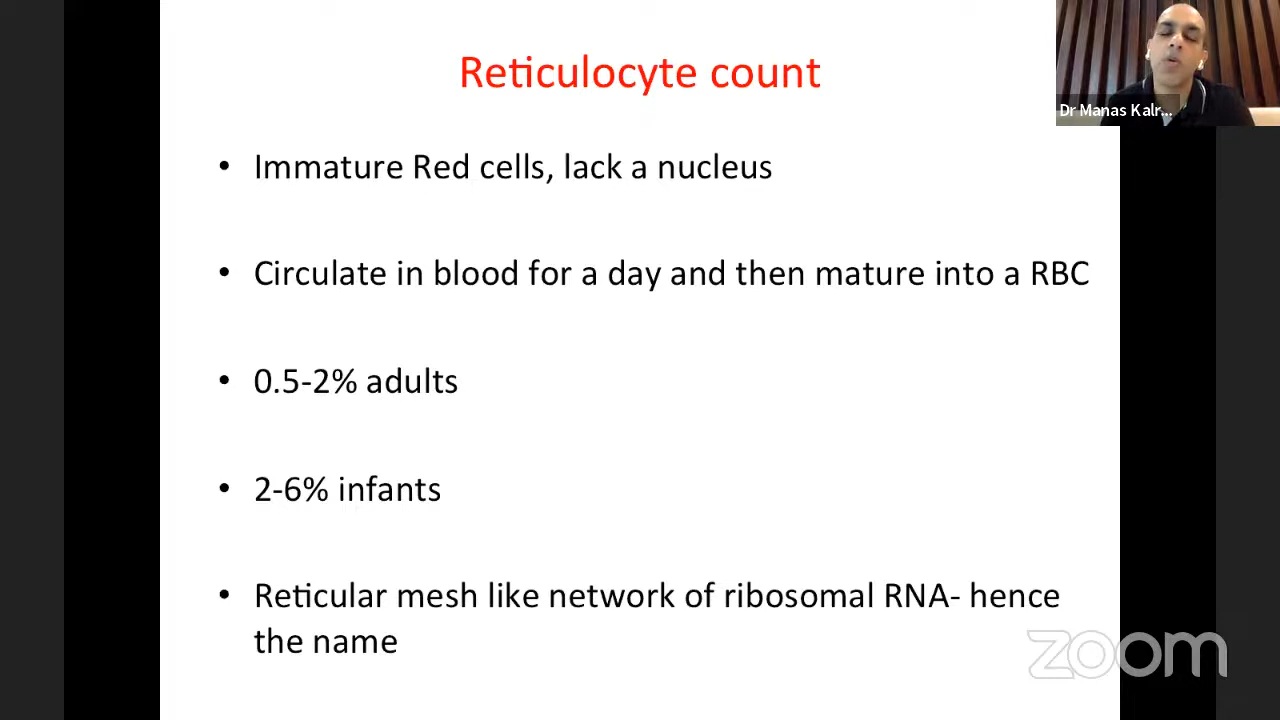 Reticulocyte count
Dr Manas Kalr...
• Immature Red cells, lack a nucleus
• Circulate in blood for a day and then mature into a RBC
• 0.5-2% adults
• 2-6% infants
• Reticular mesh like network of ribosomal RNA- hence
the name
zoom